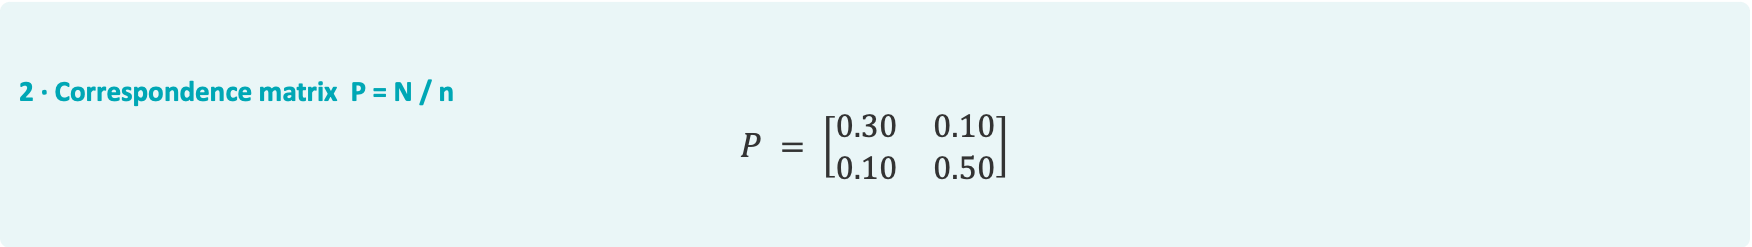 2 · Correspondence matrix  P = N / n
P = [0.30 0.10
0.10 0.50]